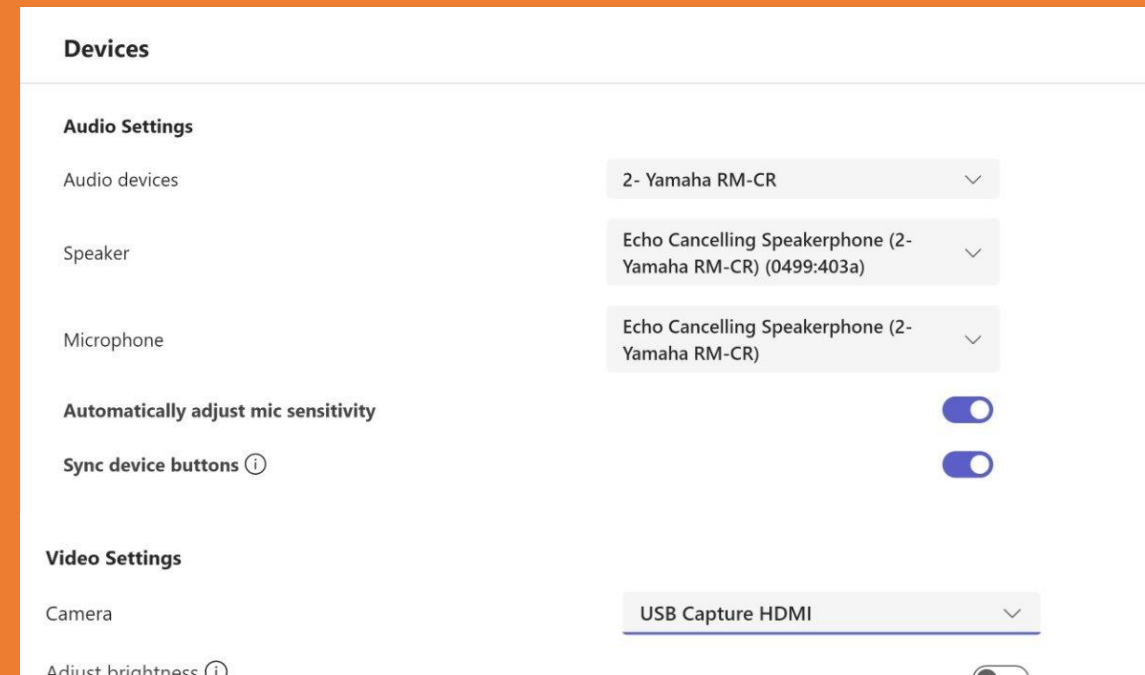 Devices
Audio Settings
Audio devices
2- Yamaha RM-CR
Speaker
Echo Cancelling Speakerphone (2-
Yamaha RM-CR) (0499:403a)
Microphone
Echo Cancelling Speakerphone (2-
Yamaha RM-CR)
Automatically adjust mic sensitivity
Sync device buttons
Video Settings
Camera
USB Capture HDMI
Adjust brightness